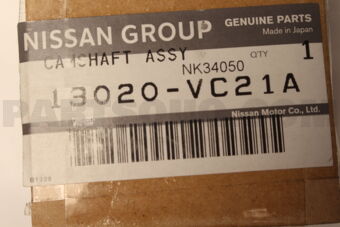 NISSAN GROUP
GENUINE PARTS
Made in Japan
CAMSHAFT ASSY
NK34050
QTY
1
13020-VC21A
Nissan Motor Co., Ltd.